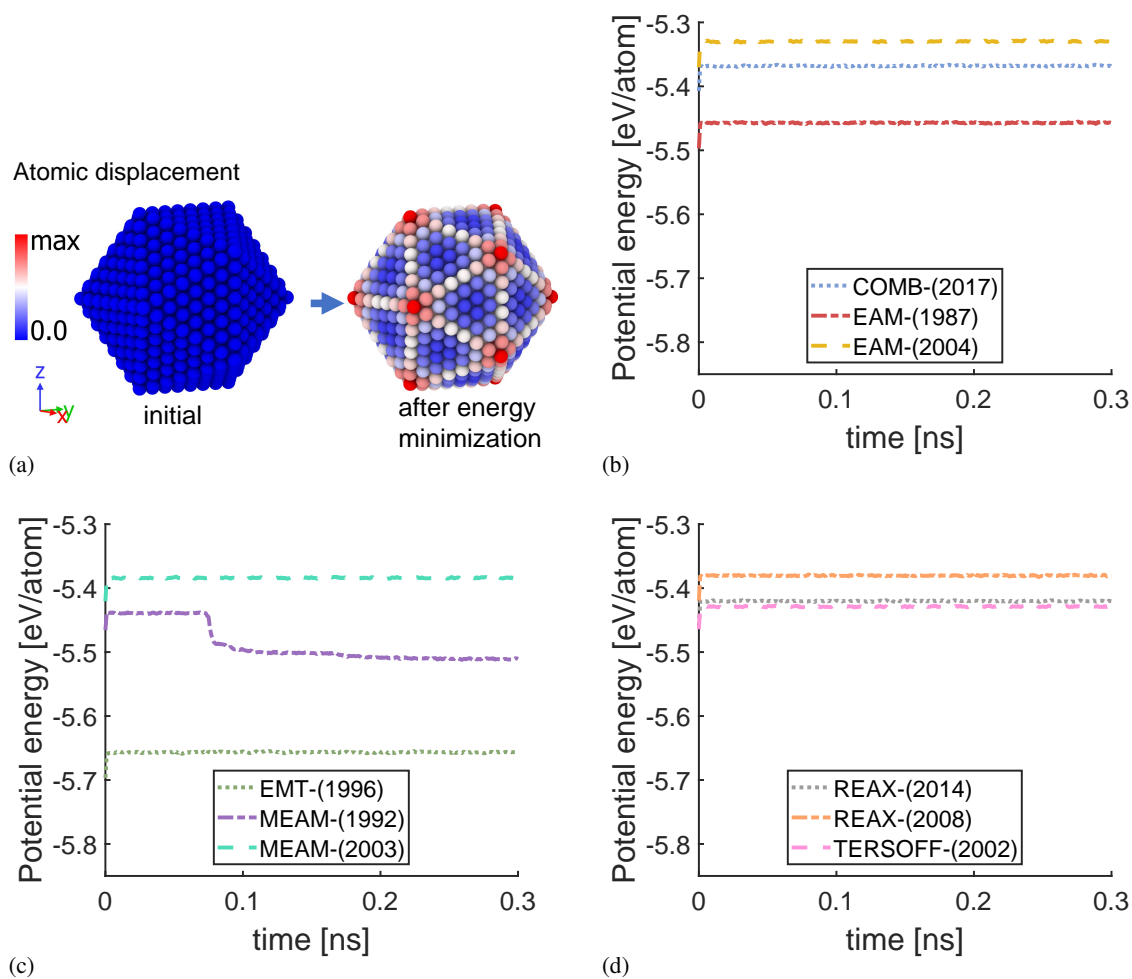 Atomic displacement
max
0.0
z
y
x
initial
after energy
minimization
(a)
Potential energy [eV/atom]
-5.3
-5.4
-5.5
-5.6
-5.7
-5.8
COMB-(2017)
EAM-(1987)
EAM-(2004)
0
0.1
0.2
0.3
time [ns]
(b)
Potential energy [eV/atom]
-5.3
-5.4
-5.5
-5.6
-5.7
-5.8
EMT-(1996)
MEAM-(1992)
MEAM-(2003)
0
0.1
0.2
0.3
time [ns]
(c)
Potential energy [eV/atom]
-5.3
-5.4
-5.5
-5.6
-5.7
-5.8
REAX-(2014)
REAX-(2008)
TERSOFF-(2002)
0
0.1
0.2
0.3
time [ns]
(d)